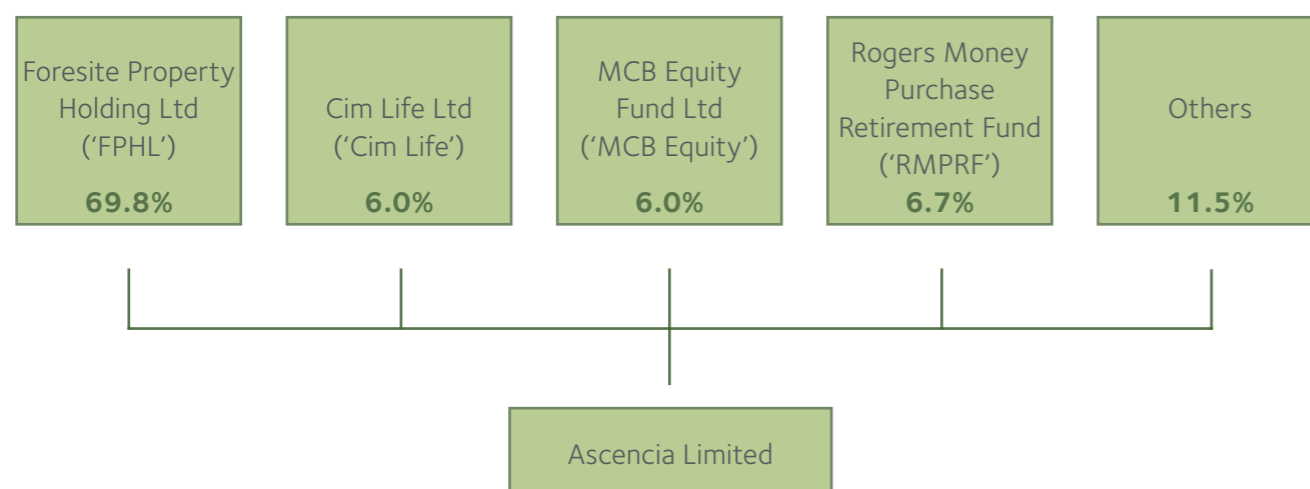 Foresite Property
Holding Ltd
(‘FPHL’)
69.8%
Cim Life Ltd
(‘Cim Life’)
6.0%
MCB Equity
Fund Ltd
(‘MCB Equity’)
6.0%
Rogers Money
Purchase
Retirement Fund
(‘RMPRF’)
6.7%
Others
11.5%
Ascencia Limited